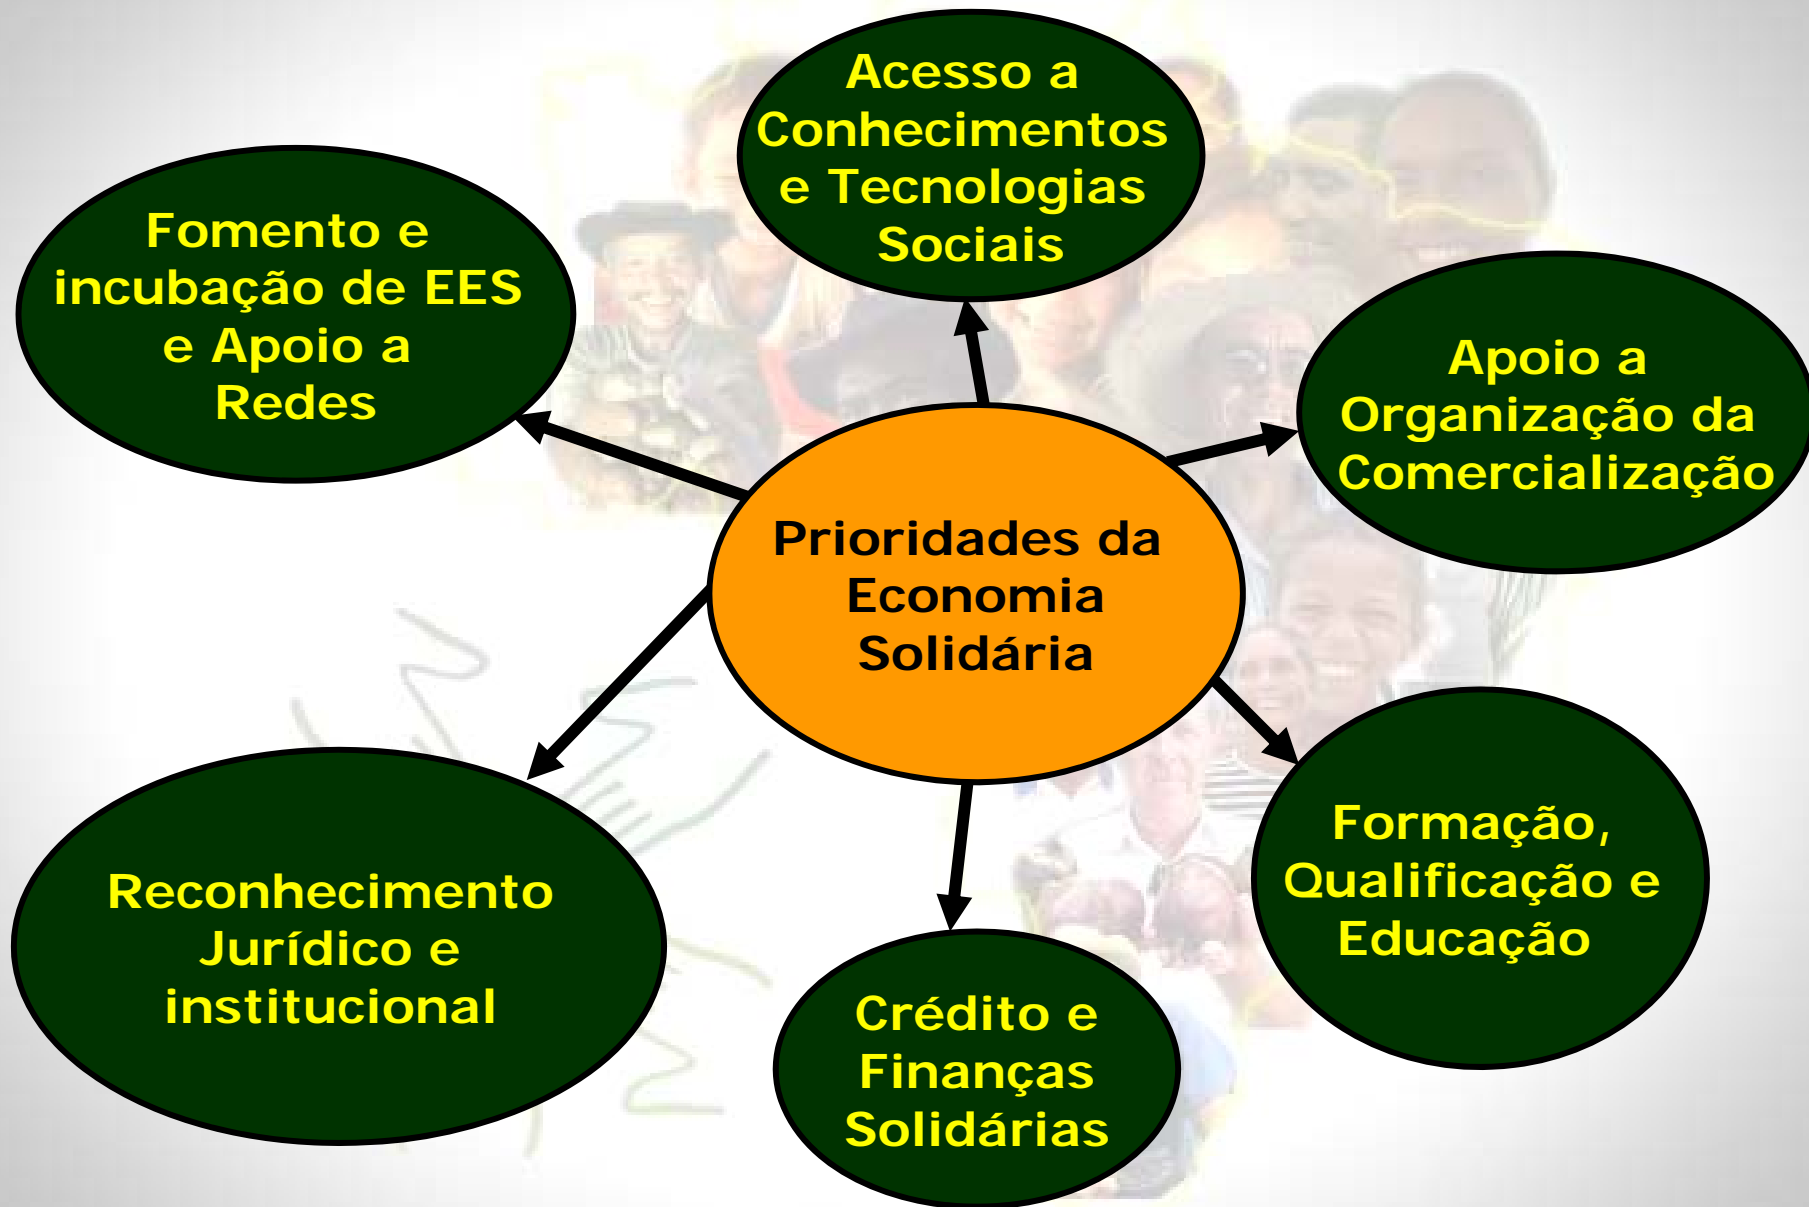 Acesso a
Conhecimentos
e Tecnologias
Sociais
Fomento e
incubação de EES
e Apoio a
Redes
Apoio a
Organização da
Comercialização
Prioridades da
Economia
Solidária
Reconhecimento
Jurídico e
institucional
Formação,
Qualificação e
Educação
Crédito e
Finanças
Solidárias